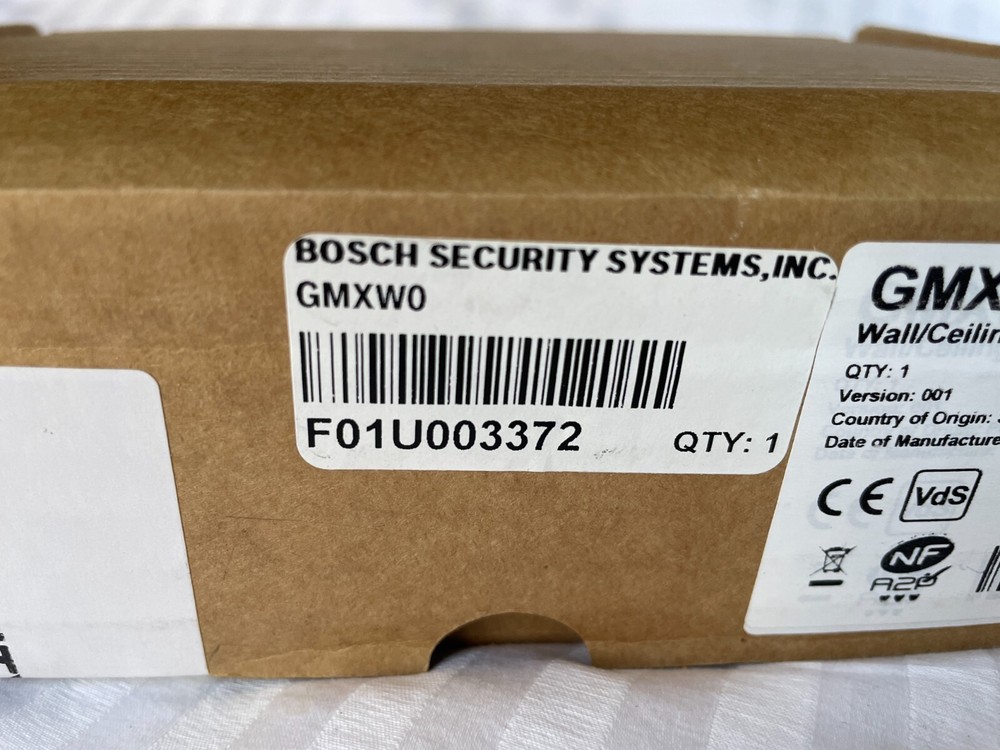 BOSCH SECURITY SYSTEMS,INC.
GMXW0
F01U003372
QTY: 1
GMX
Wall/Ceilin
QTY: 1
Version: 001
Country of Origin:
Date of Manufacture
CE
VdS
NF
A2P